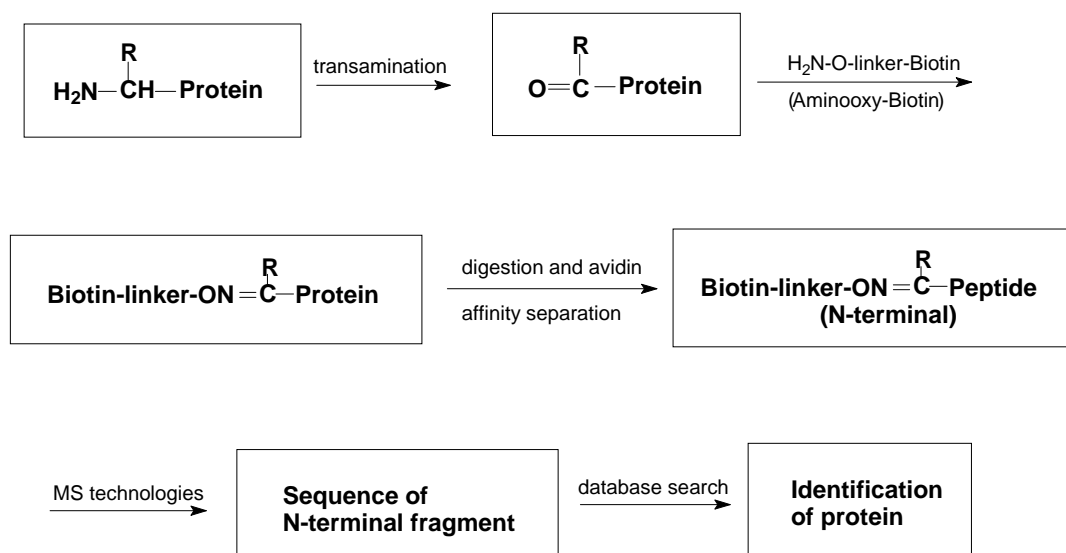 R
H₂N—CH—Protein
transamination
R
O=C—Protein
H₂N-O-linker-Biotin
(Aminooxy-Biotin)
R
Biotin-linker-ON=C—Protein
digestion and avidin
affinity separation
R
Biotin-linker-ON=C—Peptide
(N-terminal)
MS technologies
Sequence of
N-terminal fragment
database search
Identification
of protein